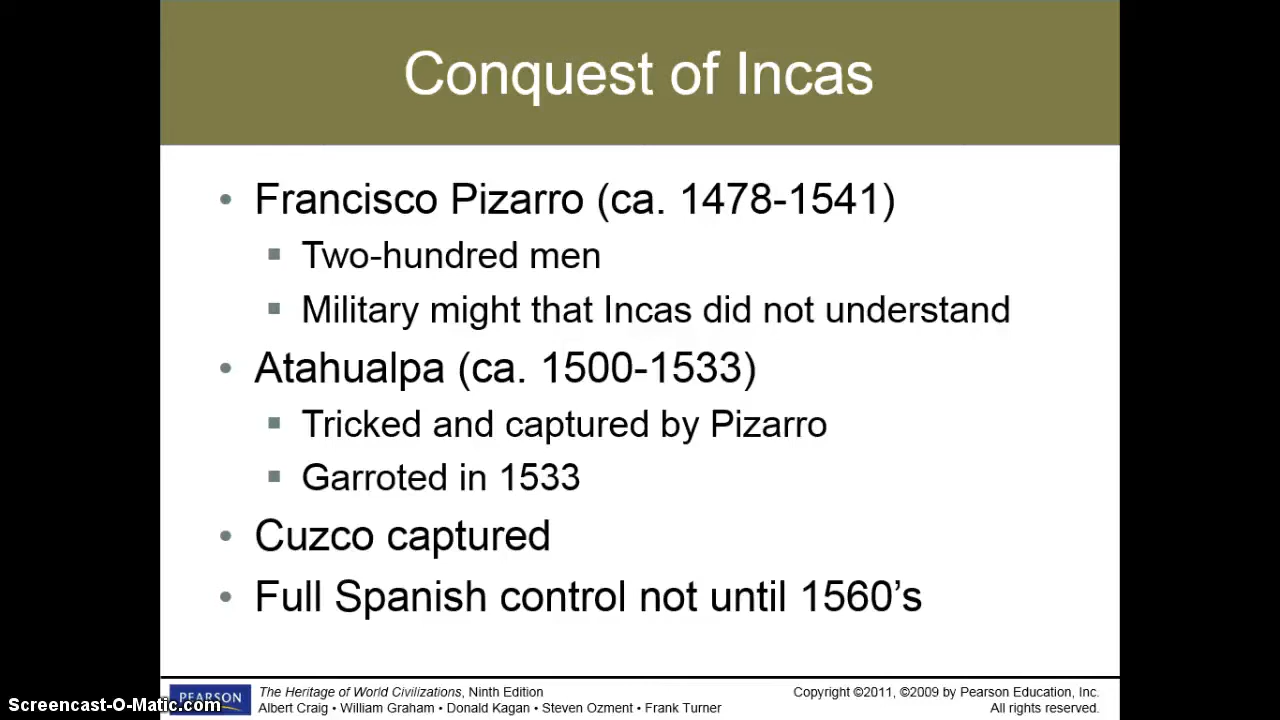 Conquest of Incas
• Francisco Pizarro (ca. 1478-1541)
▪ Two-hundred men
▪ Military might that Incas did not understand
• Atahualpa (ca. 1500-1533)
▪ Tricked and captured by Pizarro
▪ Garroted in 1533
• Cuzco captured
• Full Spanish control not until 1560’s
PEARSON
The Heritage of World Civilizations, Ninth Edition
Albert Craig • William Graham • Donald Kagan • Steven Ozment • Frank Turner
Copyright ©2011, ©2009 by Pearson Education, Inc.
All rights reserved.
Screencast-O-Matic.com